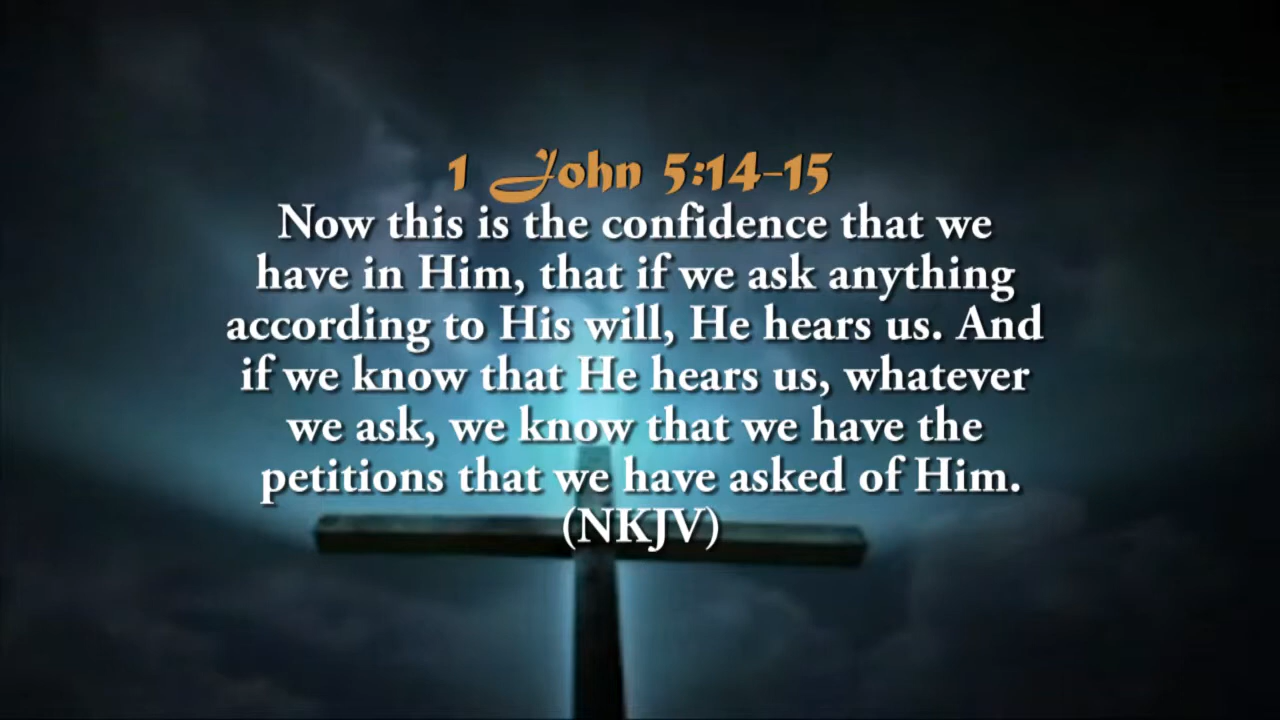 1 John 5:14-15
Now this is the confidence that we
have in Him, that if we ask anything
according to His will, He hears us. And
if we know that He hears us, whatever
we ask, we know that we have the
petitions that we have asked of Him.
(NKJV)